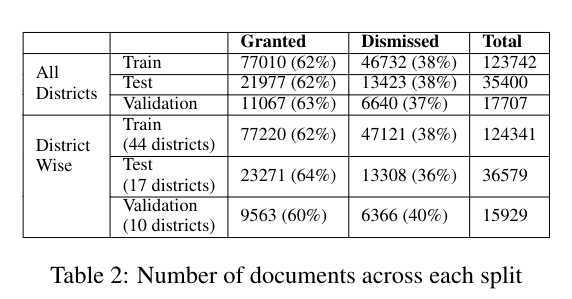 Granted Dismissed Total
All Districts Train 77010 (62%) 46732 (38%) 123742
Test 21977 (62%) 13423 (38%) 35400
Validation 11067 (63%) 6640 (37%) 17707
District Wise Train (44 districts) 77220 (62%) 47121 (38%) 124341
Test (17 districts) 23271 (64%) 13308 (36%) 36579
Validation (10 districts) 9563 (60%) 6366 (40%) 15929
Table 2: Number of documents across each split